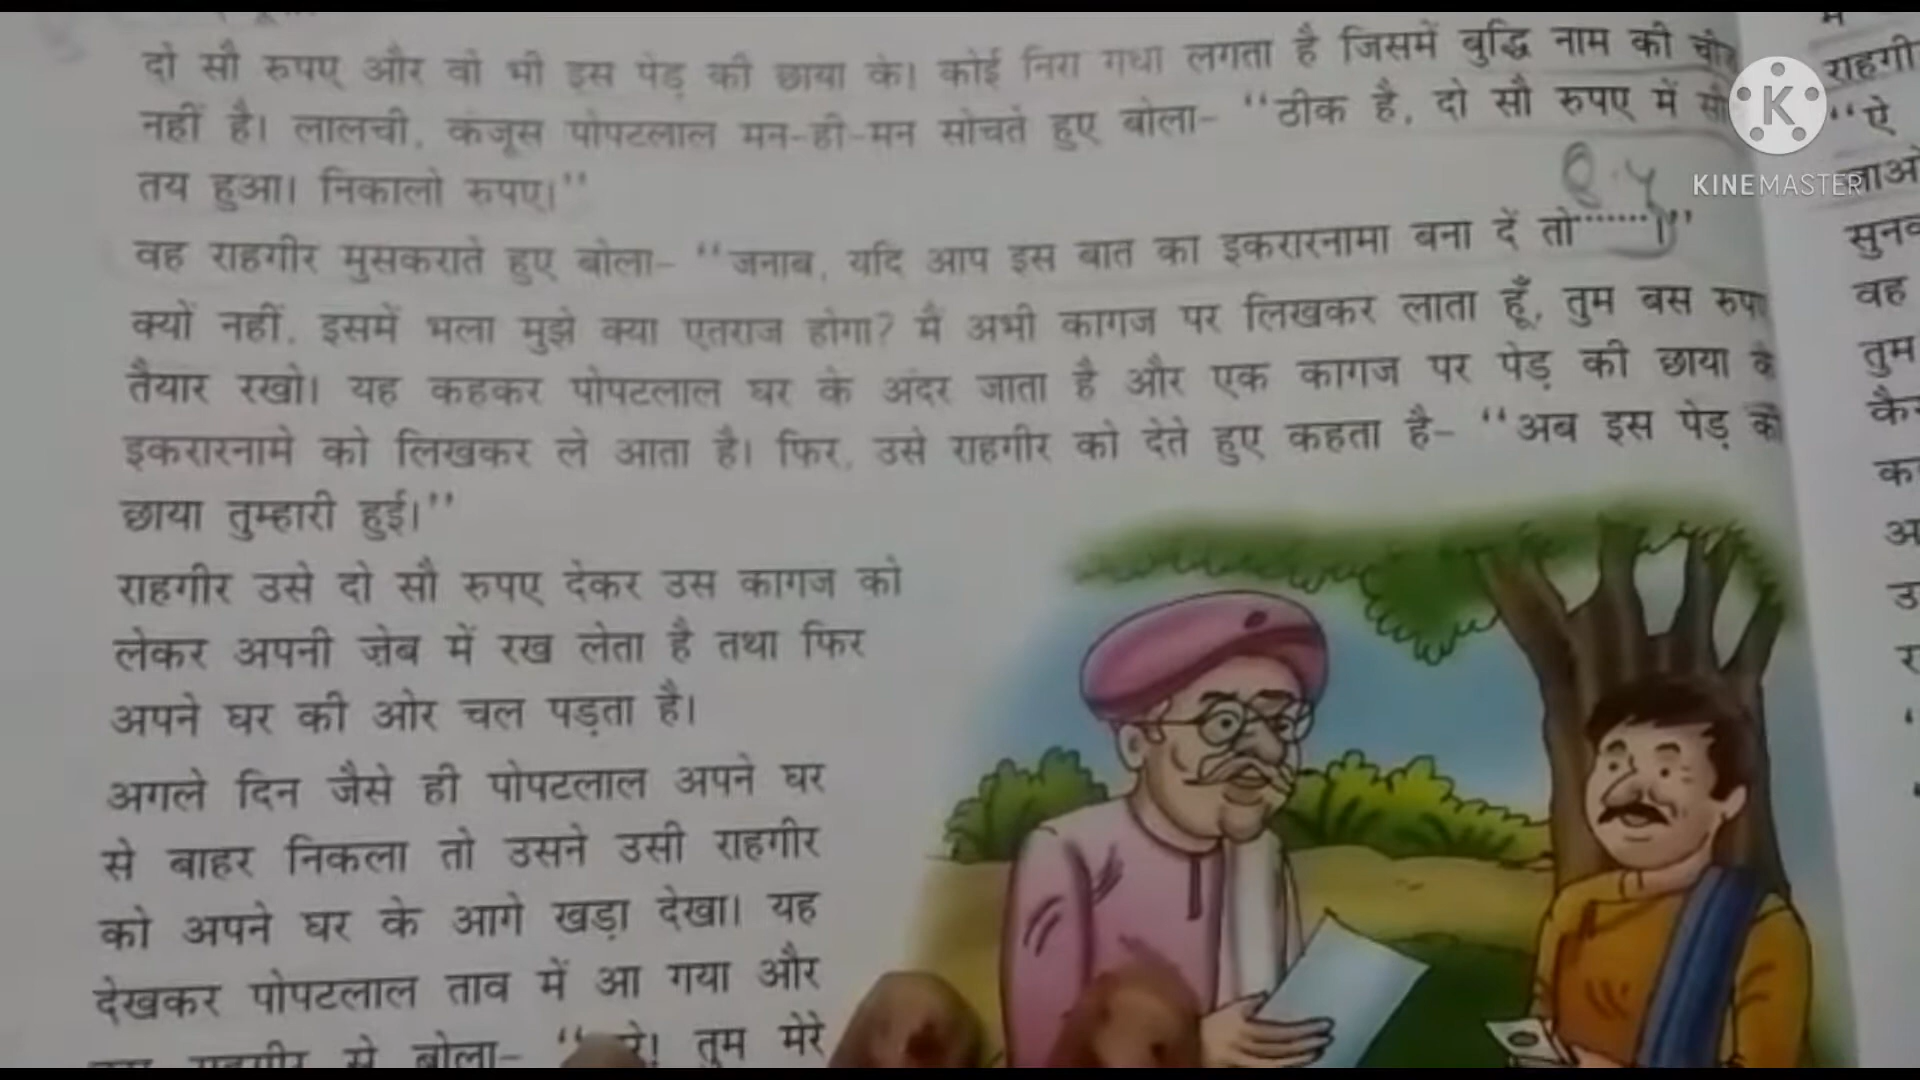 दो सौ रुपए और वो भी इस पेड़ की छाया के। कोई निरा गधा लगता है जिसमें बुद्धि नाम की
नहीं है। लालची, कंजूस पोपटलाल मन-ही-मन सोचते हुए बोला- “ठीक है, दो सौ रुपए में
तय हुआ। निकालो रुपए।”
वह राहगीर मुसकराते हुए बोला- “जनाब, यदि आप इस बात का इकरारनामा बना दें तो.......।”
क्यों नहीं, इसमें भला मुझे क्या एतराज होगा? मैं अभी कागज पर लिखकर लाता हूँ, तुम बस
तैयार रखो। यह कहकर पोपटलाल घर के अंदर जाता है और एक कागज पर पेड़ की छाया के
इकरारनामे को लिखकर ले आता है। फिर, उसे राहगीर को देते हुए कहता है- “अब इस पेड़ की
छाया तुम्हारी हुई।”
राहगीर उसे दो सौ रुपए देकर उस कागज को
लेकर अपनी जेब में रख लेता है तथा फिर
अपने घर की ओर चल पड़ता है।
अगले दिन जैसे ही पोपटलाल अपने घर
से बाहर निकला तो उसने उसी राहगीर
को अपने घर के आगे खड़ा देखा। यह
देखकर पोपटलाल ताव में आ गया और
से बोला- “ तुम मेरे
राहगी
“ऐ
सुनव
वह
तुम
K
KINEMASTER